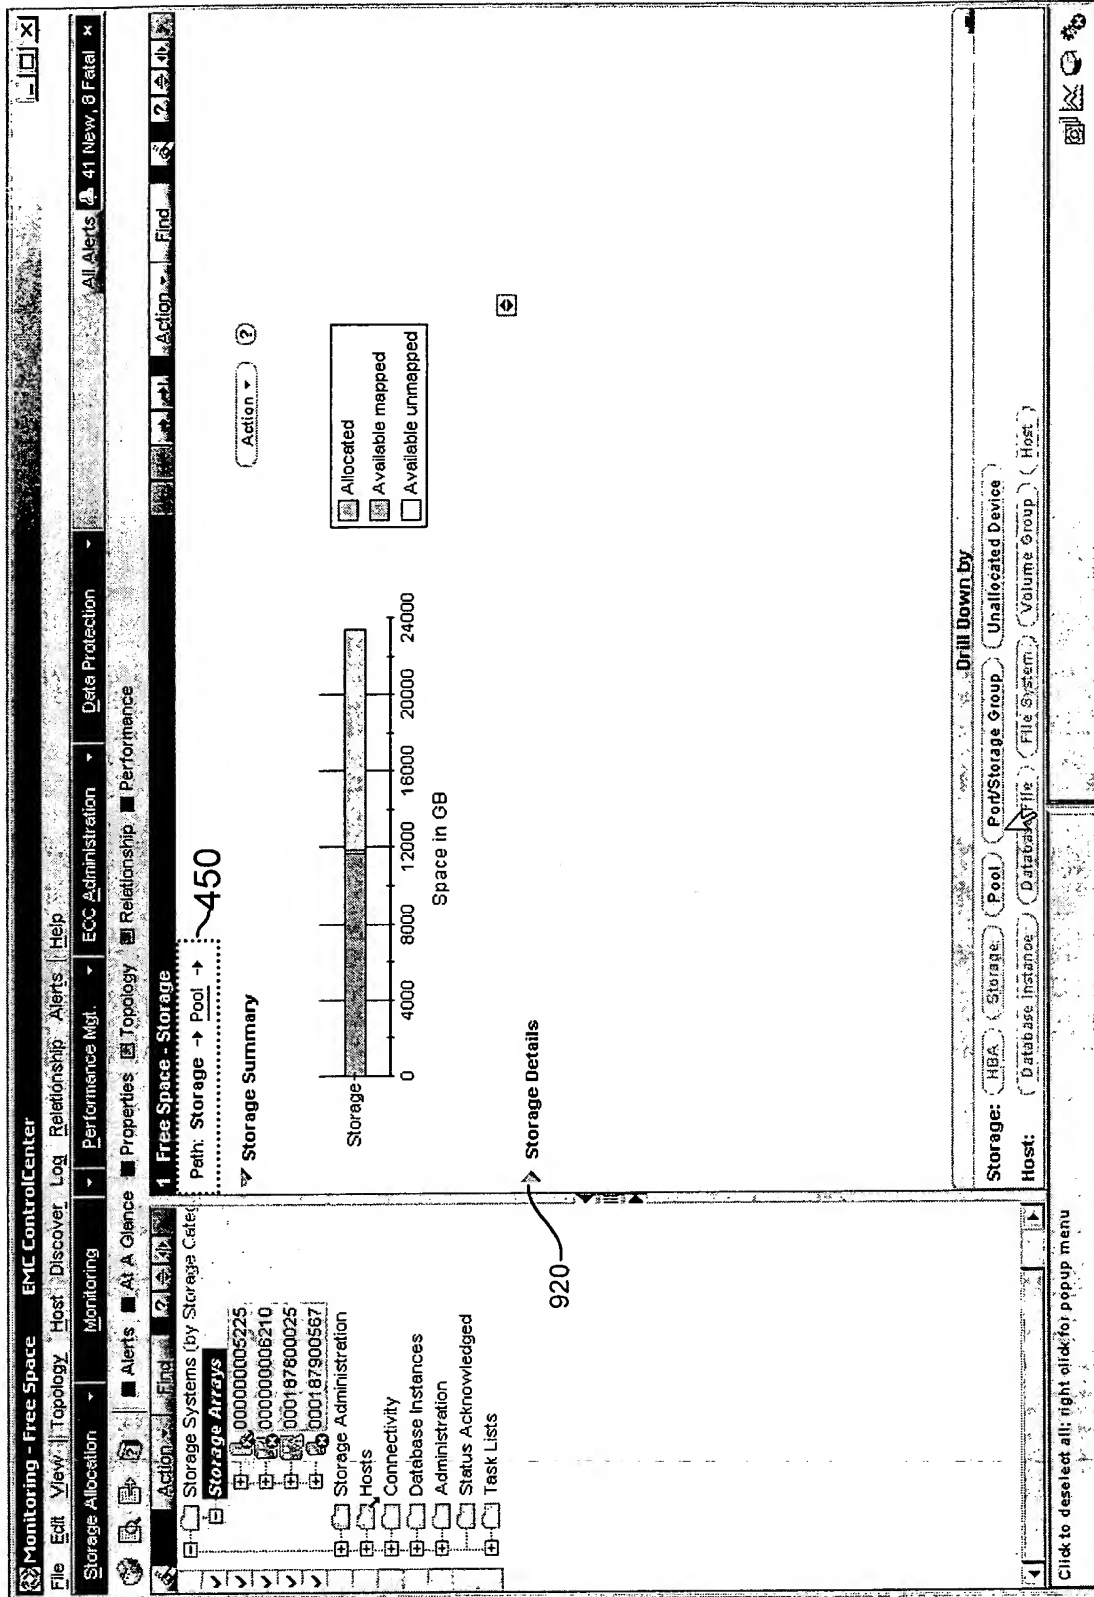 Monitoring - Free Space EMC ControlCenter
File Edit View Topology Host Discover Log Relationship Alerts Help
Storage Allocation Monitoring Performance Mgt. ECC Administration Data Protection All Alerts 41 New, 8 Fatal ×
Alerts At A Glance Properties Topology Relationship Performance
Action Find ?
Storage Systems (by Storage Categ
Storage Arrays
000000005225
000000006210
000187800025
000187900567
Storage Administration
Hosts
Connectivity
Database Instances
Administration
Status Acknowledged
Task Lists
1 Free Space - Storage Action Find ?
Path: Storage → Pool →
450
Storage Summary
Action ?
Storage
0 4000 8000 12000 16000 20000 24000
Space in GB
Allocated
Available mapped
Available unmapped
Storage Details
920
Drill Down by
Storage: HBA Storage Pool Port/Storage Group Unallocated Device
Host: Database Instance Database File File System Volume Group Host
Click to deselect all; right click for popup menu